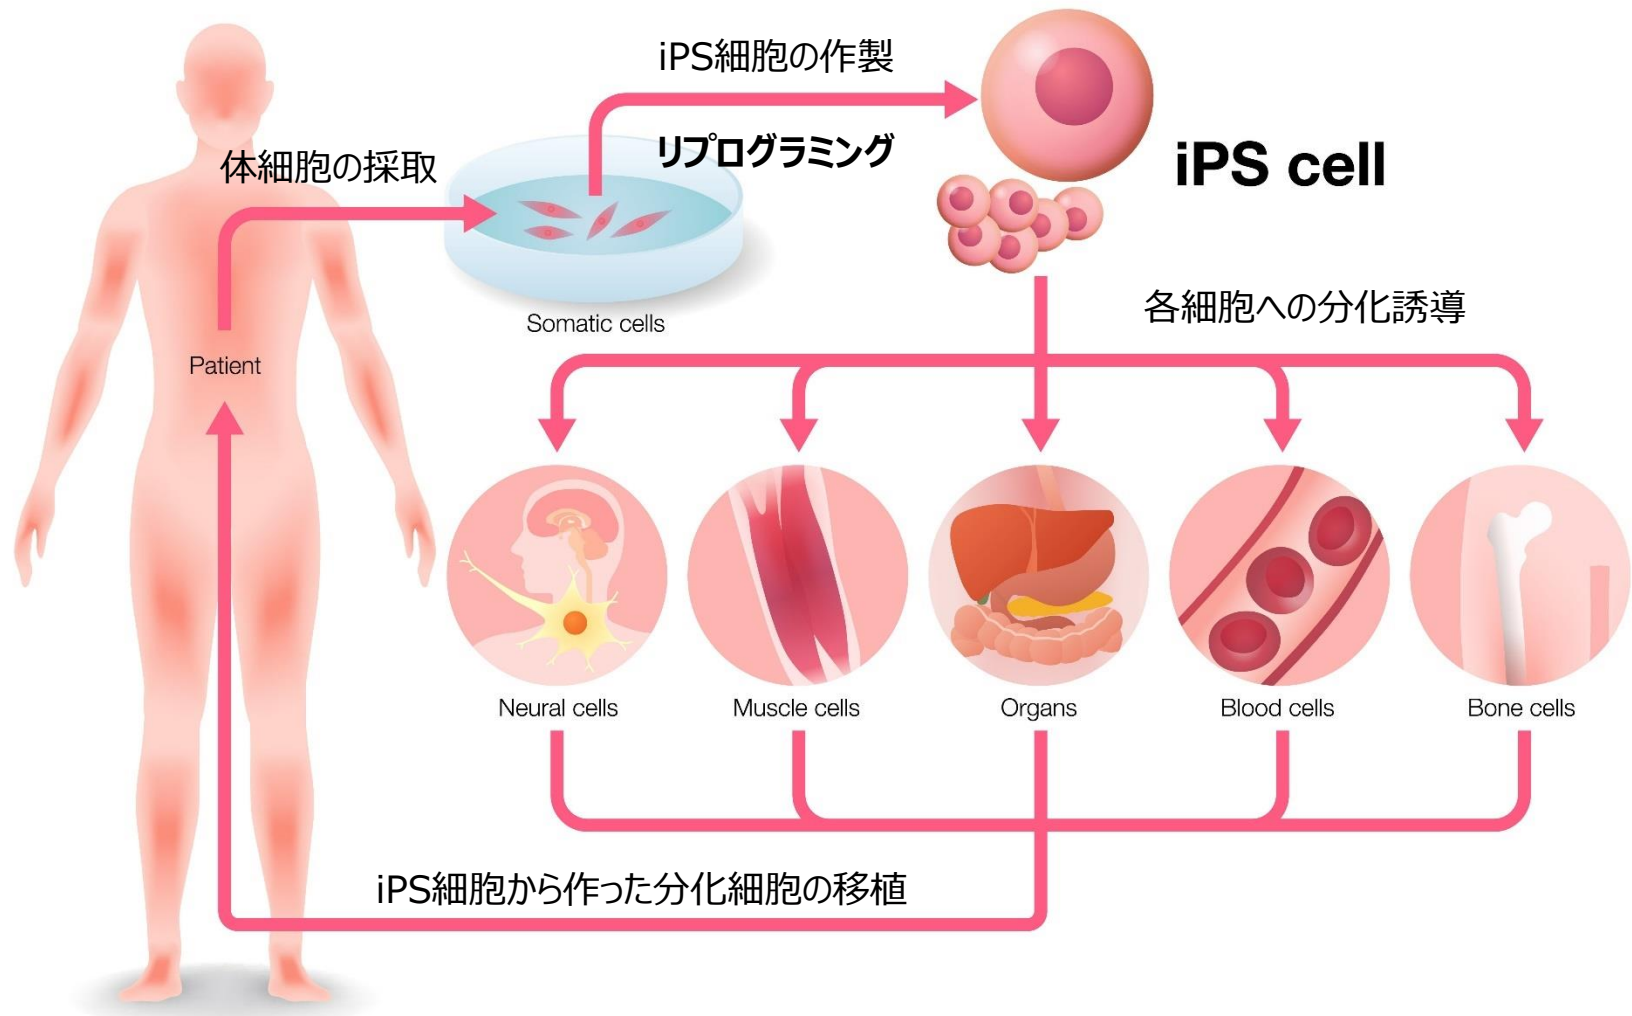 iPS細胞の作製
リプログラミング
体細胞の採取
iPS cell
Somatic cells
各細胞への分化誘導
Patient
Neural cells
Muscle cells
Organs
Blood cells
Bone cells
iPS細胞から作った分化細胞の移植